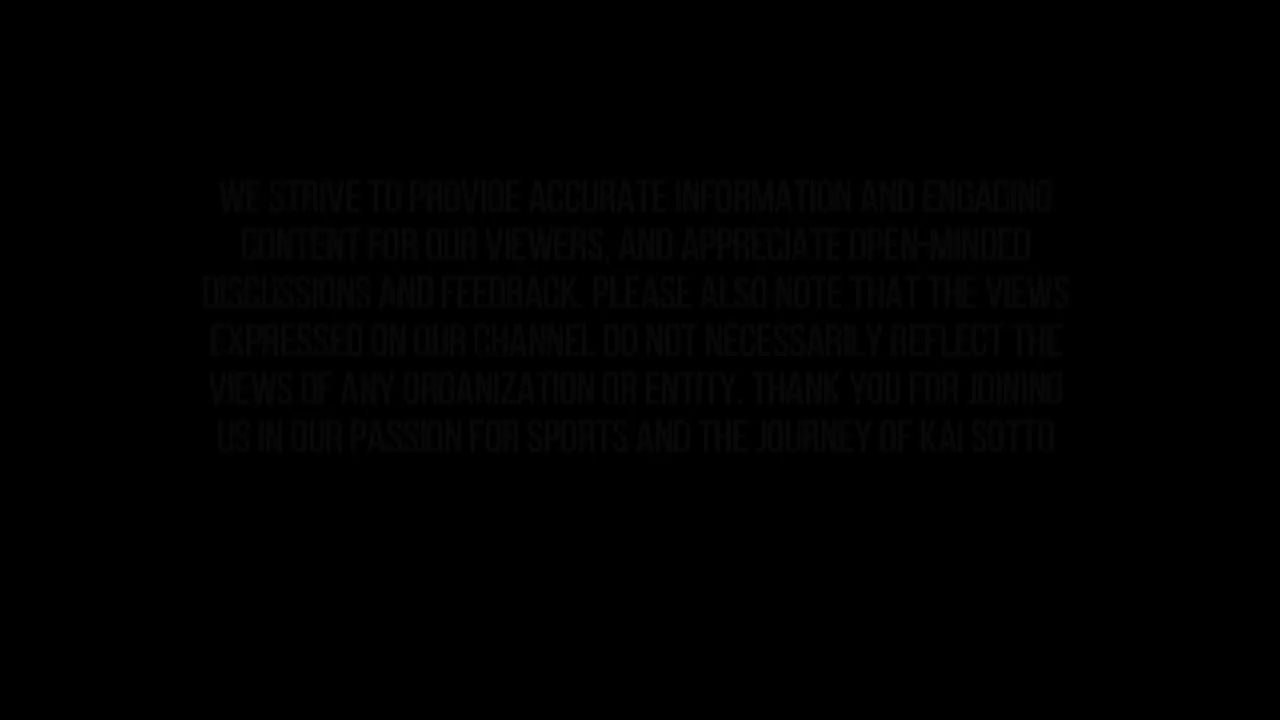 WE STRIVE TO PROVIDE ACCURATE INFORMATION AND ENGAGING
CONTENT FOR OUR VIEWERS, AND APPRECIATE OPEN-MINDED
DISCUSSIONS AND FEEDBACK. PLEASE ALSO NOTE THAT THE VIEWS
EXPRESSED ON OUR CHANNEL DO NOT NECESSARILY REFLECT THE
VIEWS OF ANY ORGANIZATION OR ENTITY. THANK YOU FOR JOINING
US IN OUR PASSION FOR SPORTS AND THE JOURNEY OF KAI SOTTO